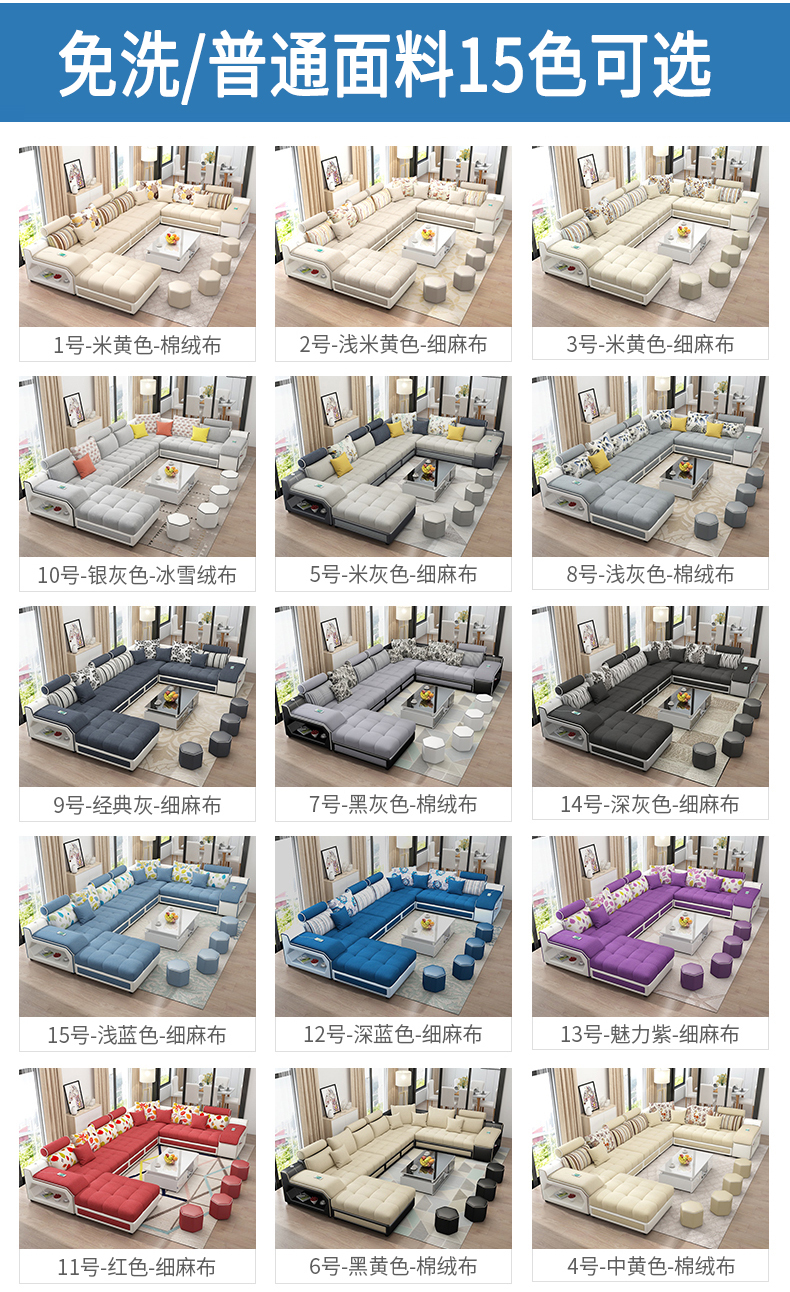 免洗/普通面料15色可选
1号-米黄色-棉绒布
2号-浅米黄色-细麻布
3号-米黄色-细麻布
10号-银灰色-冰雪绒布
5号-米灰色-细麻布
8号-浅灰色-棉绒布
9号-经典灰-细麻布
7号-黑灰色-棉绒布
14号-深灰色-细麻布
15号-浅蓝色-细麻布
12号-深蓝色-细麻布
13号-魅力紫-细麻布
11号-红色-细麻布
6号-黑黄色-棉绒布
4号-中黄色-棉绒布